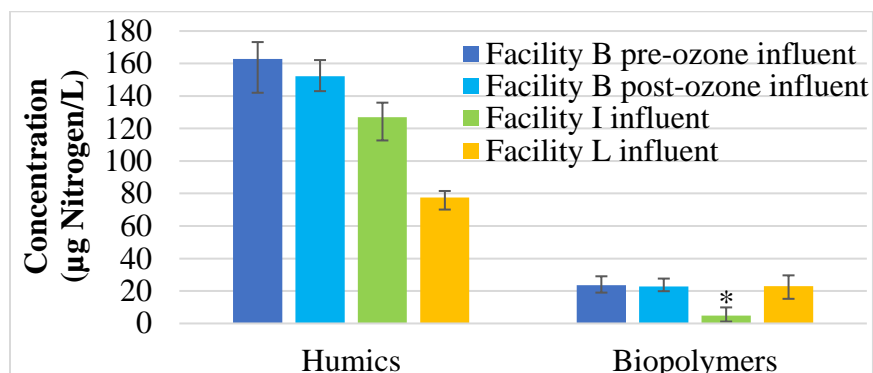 Concentration
(µg Nitrogen/L)
180
160
140
120
100
80
60
40
20
0
Facility B pre-ozone influent
Facility B post-ozone influent
Facility I influent
Facility L influent
*
Humics
Biopolymers